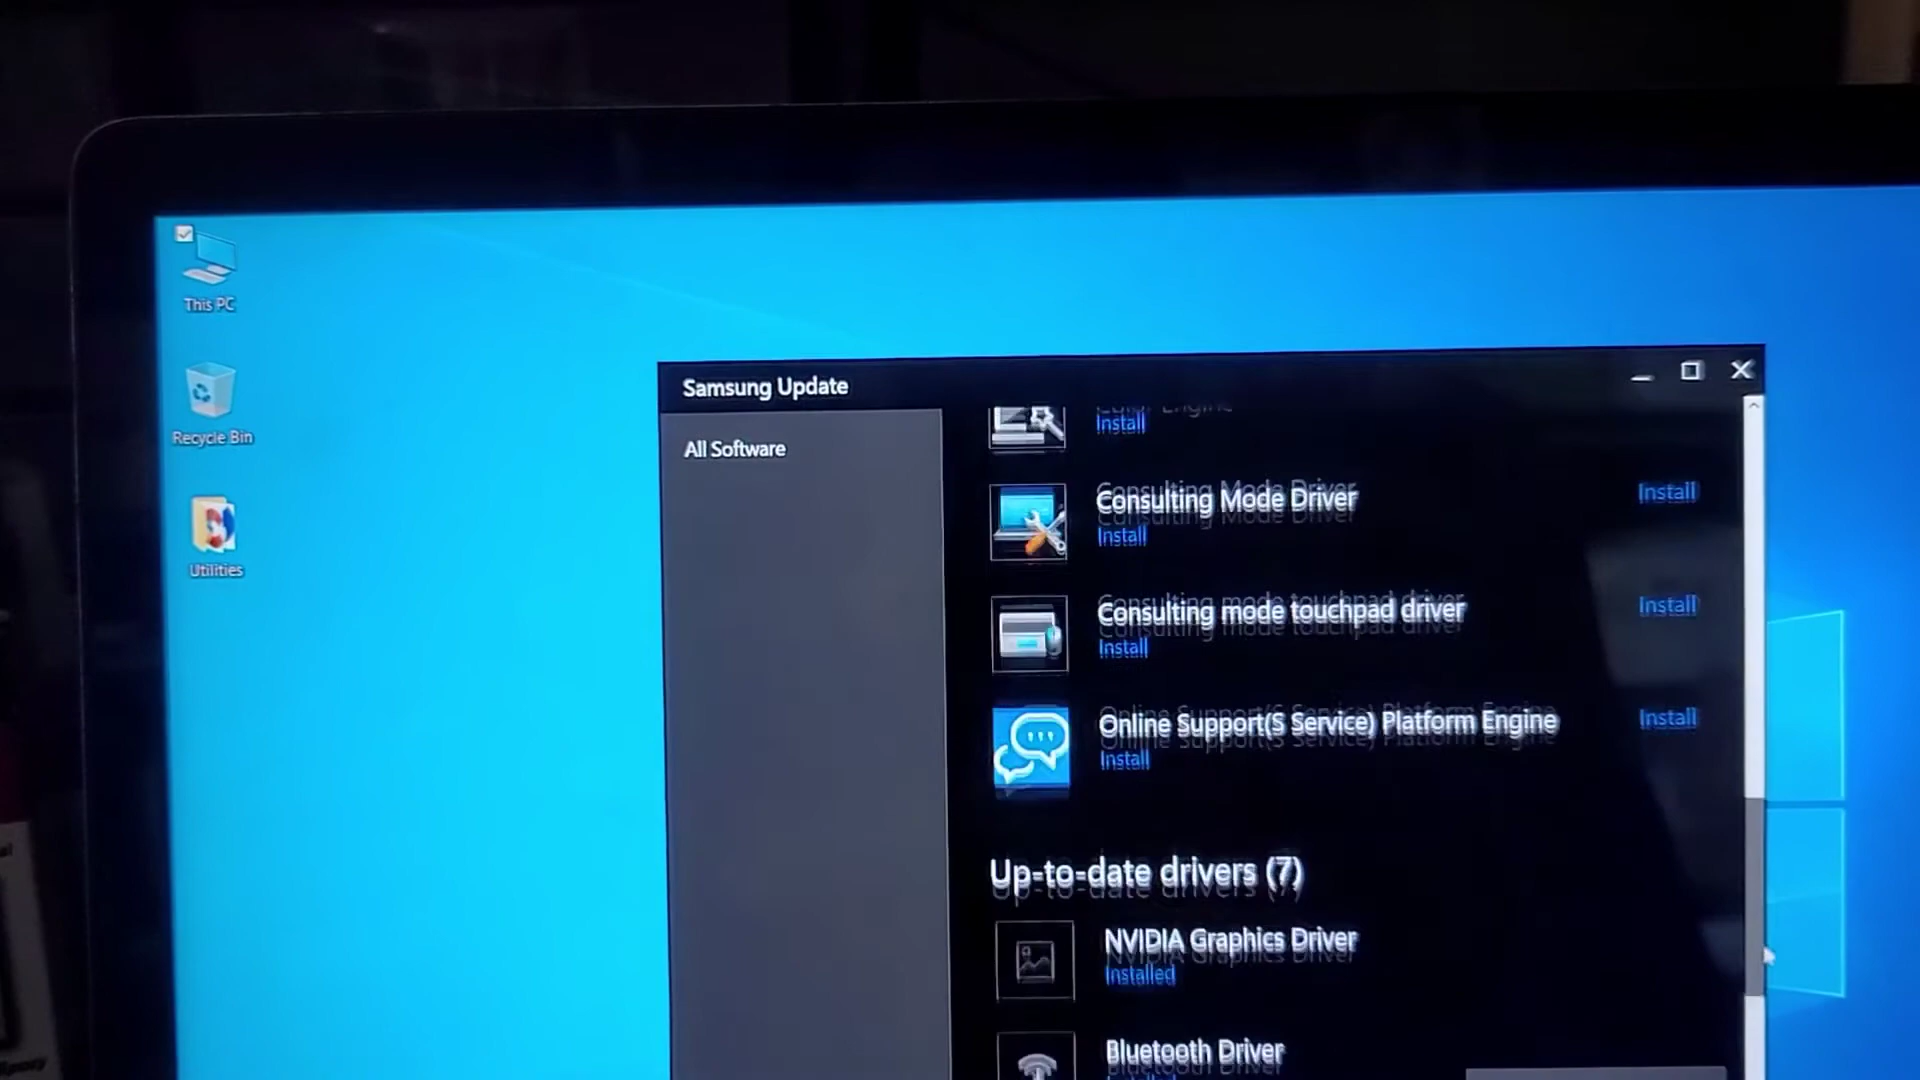 This PC
Recycle Bin
Utilities
Samsung Update
All Software
Color Engine
Install
Consulting Mode Driver
Install
Install
Consulting mode touchpad driver
Install
Install
Online Support(S Service) Platform Engine
Install
Install
Up-to-date drivers (7)
NVIDIA Graphics Driver
Installed
Bluetooth Driver